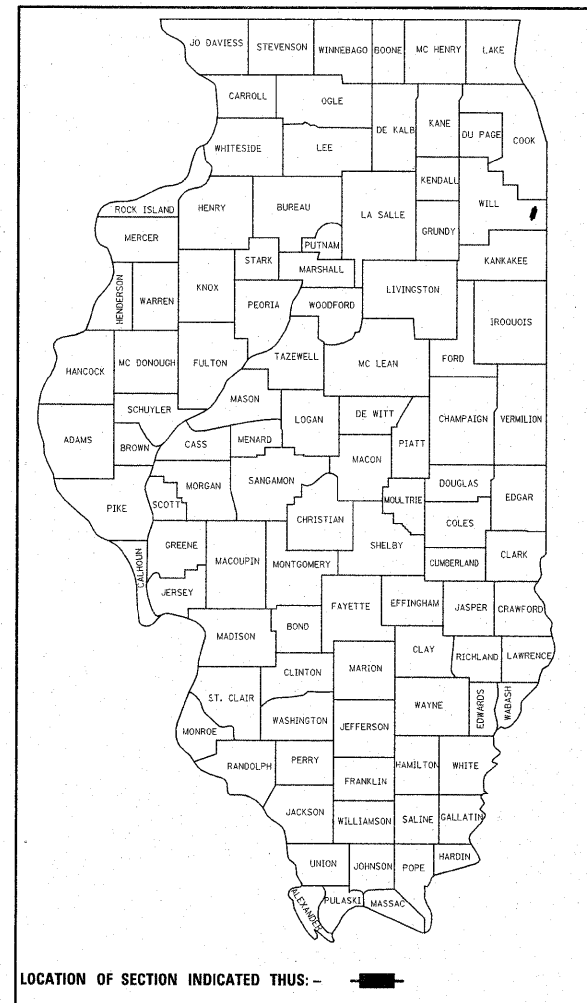 JO DAVIESS STEVENSON WINNEBAGO BOONE MC HENRY LAKE
CARROLL OGLE DE KALB KANE DU PAGE COOK
WHITESIDE LEE
KENDALL WILL
ROCK ISLAND HENRY BUREAU LA SALLE GRUNDY
MERCER PUTNAM
STARK MARSHALL KANKAKEE
HENDERSON WARREN KNOX PEORIA WOODFORD LIVINGSTON IROQUOIS
HANCOCK MC DONOUGH FULTON TAZEWELL MC LEAN FORD
SCHUYLER MASON LOGAN DE WITT CHAMPAIGN VERMILION
ADAMS BROWN CASS MENARD MACON PIATT
PIKE SCOTT MORGAN SANGAMON CHRISTIAN MOULTRIE DOUGLAS EDGAR
COLES
CALHOUN GREENE MACOUPIN MONTGOMERY SHELBY CUMBERLAND CLARK
JERSEY FAYETTE EFFINGHAM JASPER CRAWFORD
MADISON BOND
CLINTON MARION CLAY RICHLAND LAWRENCE
ST. CLAIR WASHINGTON JEFFERSON WAYNE EDWARDS WABASH
MONROE
RANDOLPH PERRY FRANKLIN HAMILTON WHITE
JACKSON WILLIAMSON SALINE GALLATIN
UNION JOHNSON POPE HARDIN
ALEXANDER PULASKI MASSAC
LOCATION OF SECTION INDICATED THUS: -